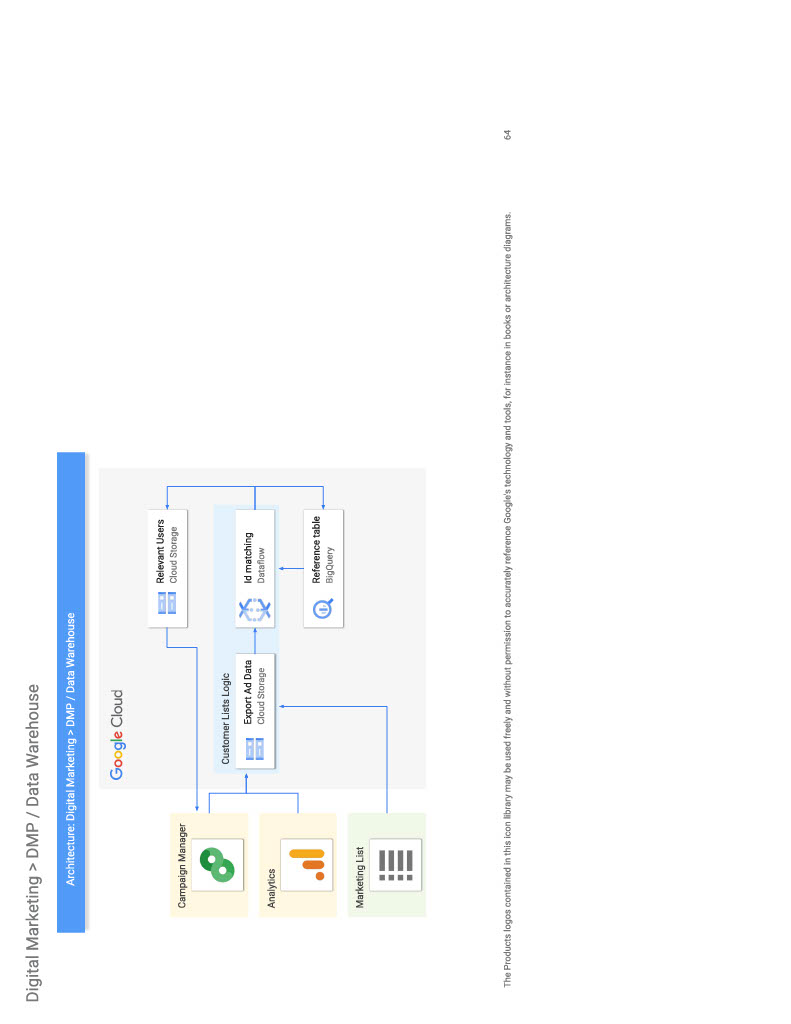 Digital Marketing > DMP / Data Warehouse
Architecture: Digital Marketing > DMP / Data Warehouse
Google Cloud
Campaign Manager
Analytics
Marketing List
Customer Lists Logic
Export Ad Data
Cloud Storage
Relevant Users
Cloud Storage
Id matching
Dataflow
Reference table
BigQuery
The Products logos contained in this icon library may be used freely and without permission to accurately reference Google's technology and tools, for instance in books or architecture diagrams.
64